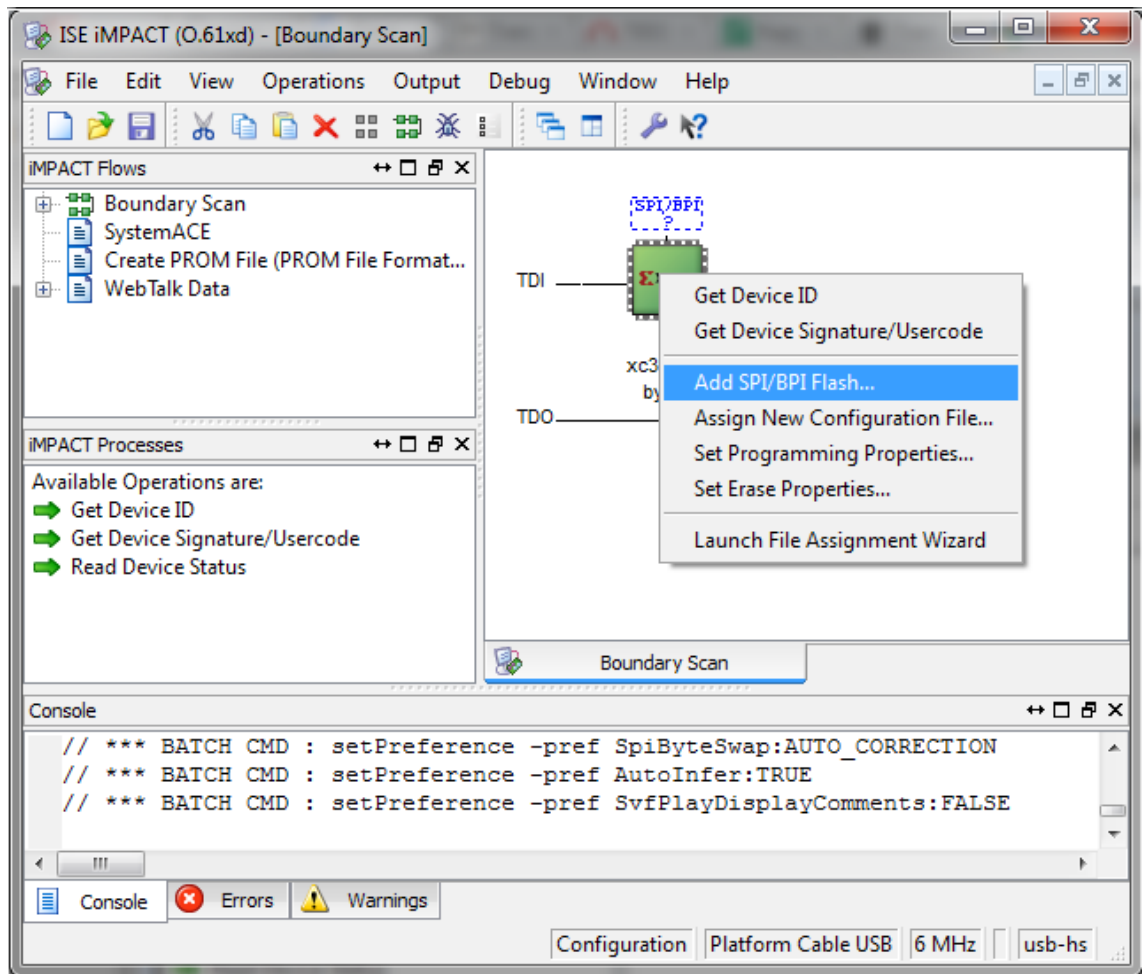 ISE iMPACT (O.61xd) - [Boundary Scan]
File Edit View Operations Output Debug Window Help
iMPACT Flows
Boundary Scan
SystemACE
Create PROM File (PROM File Format...
WebTalk Data
iMPACT Processes
Available Operations are:
Get Device ID
Get Device Signature/Usercode
Read Device Status
SPI/BPI
?
TDI
xc3
by
TDO
Get Device ID
Get Device Signature/Usercode
Add SPI/BPI Flash...
Assign New Configuration File...
Set Programming Properties...
Set Erase Properties...
Launch File Assignment Wizard
Boundary Scan
Console
// *** BATCH CMD : setPreference -pref SpiByteSwap:AUTO_CORRECTION
// *** BATCH CMD : setPreference -pref AutoInfer:TRUE
// *** BATCH CMD : setPreference -pref SvfPlayDisplayComments:FALSE
Console Errors Warnings
Configuration Platform Cable USB 6 MHz usb-hs